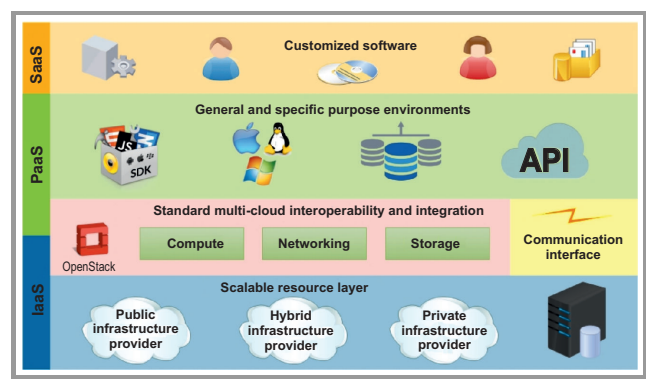 SaaS
Customized software
PaaS
General and specific purpose environments
JS
SDK
API
Standard multi-cloud interoperability and integration
OpenStack
Compute
Networking
Storage
Communication
interface
IaaS
Scalable resource layer
Public
infrastructure
provider
Hybrid
infrastructure
provider
Private
infrastructure
provider